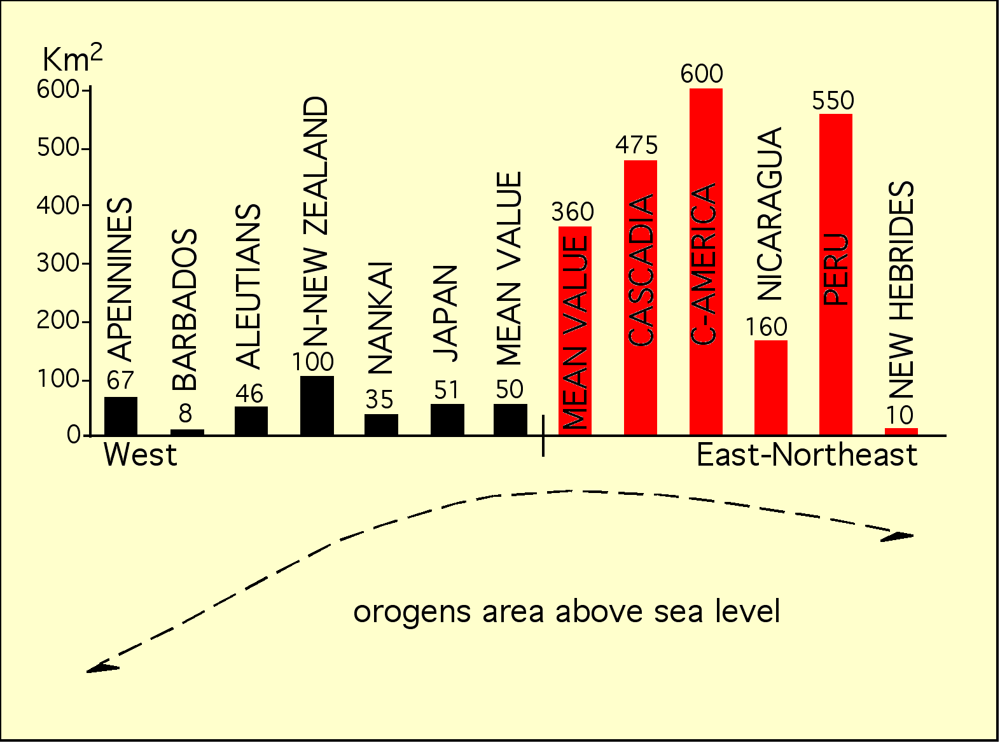 Km2
600
500
400
300
200
100
0
APENNINES
67
BARBADOS
8
ALEUTIANS
46
N-NEW ZEALAND
100
NANKAI
35
JAPAN
51
MEAN VALUE
50
360
MEAN VALUE
475
CASCADIA
600
C-AMERICA
NICARAGUA
160
550
PERU
NEW HEBRIDES
10
West
East-Northeast
orogens area above sea level